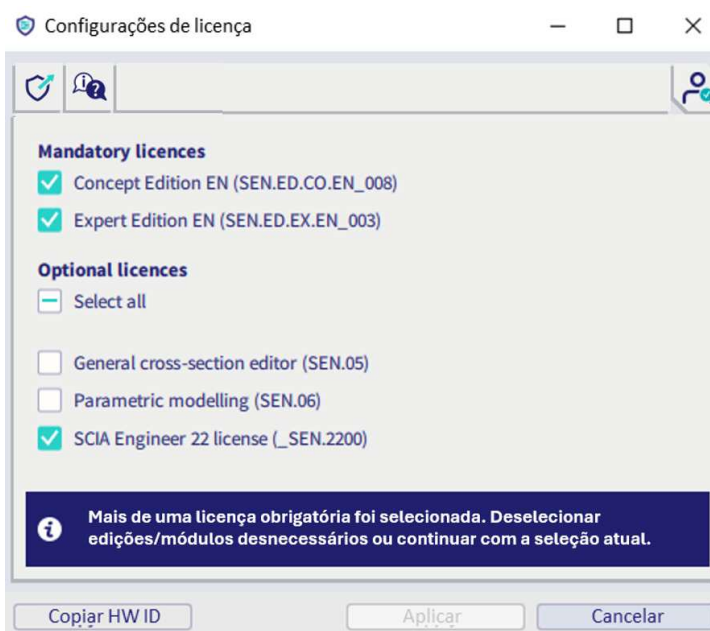 Configurações de licença
Mandatory licences
Concept Edition EN (SEN.ED.CO.EN_008)
Expert Edition EN (SEN.ED.EX.EN_003)
Optional licences
Select all
General cross-section editor (SEN.05)
Parametric modelling (SEN.06)
SCIA Engineer 22 license (_SEN.2200)
Mais de uma licença obrigatória foi selecionada. Deselecionar
edições/módulos desnecessários ou continuar com a seleção atual.
Copiar HW ID
Aplicar
Cancelar